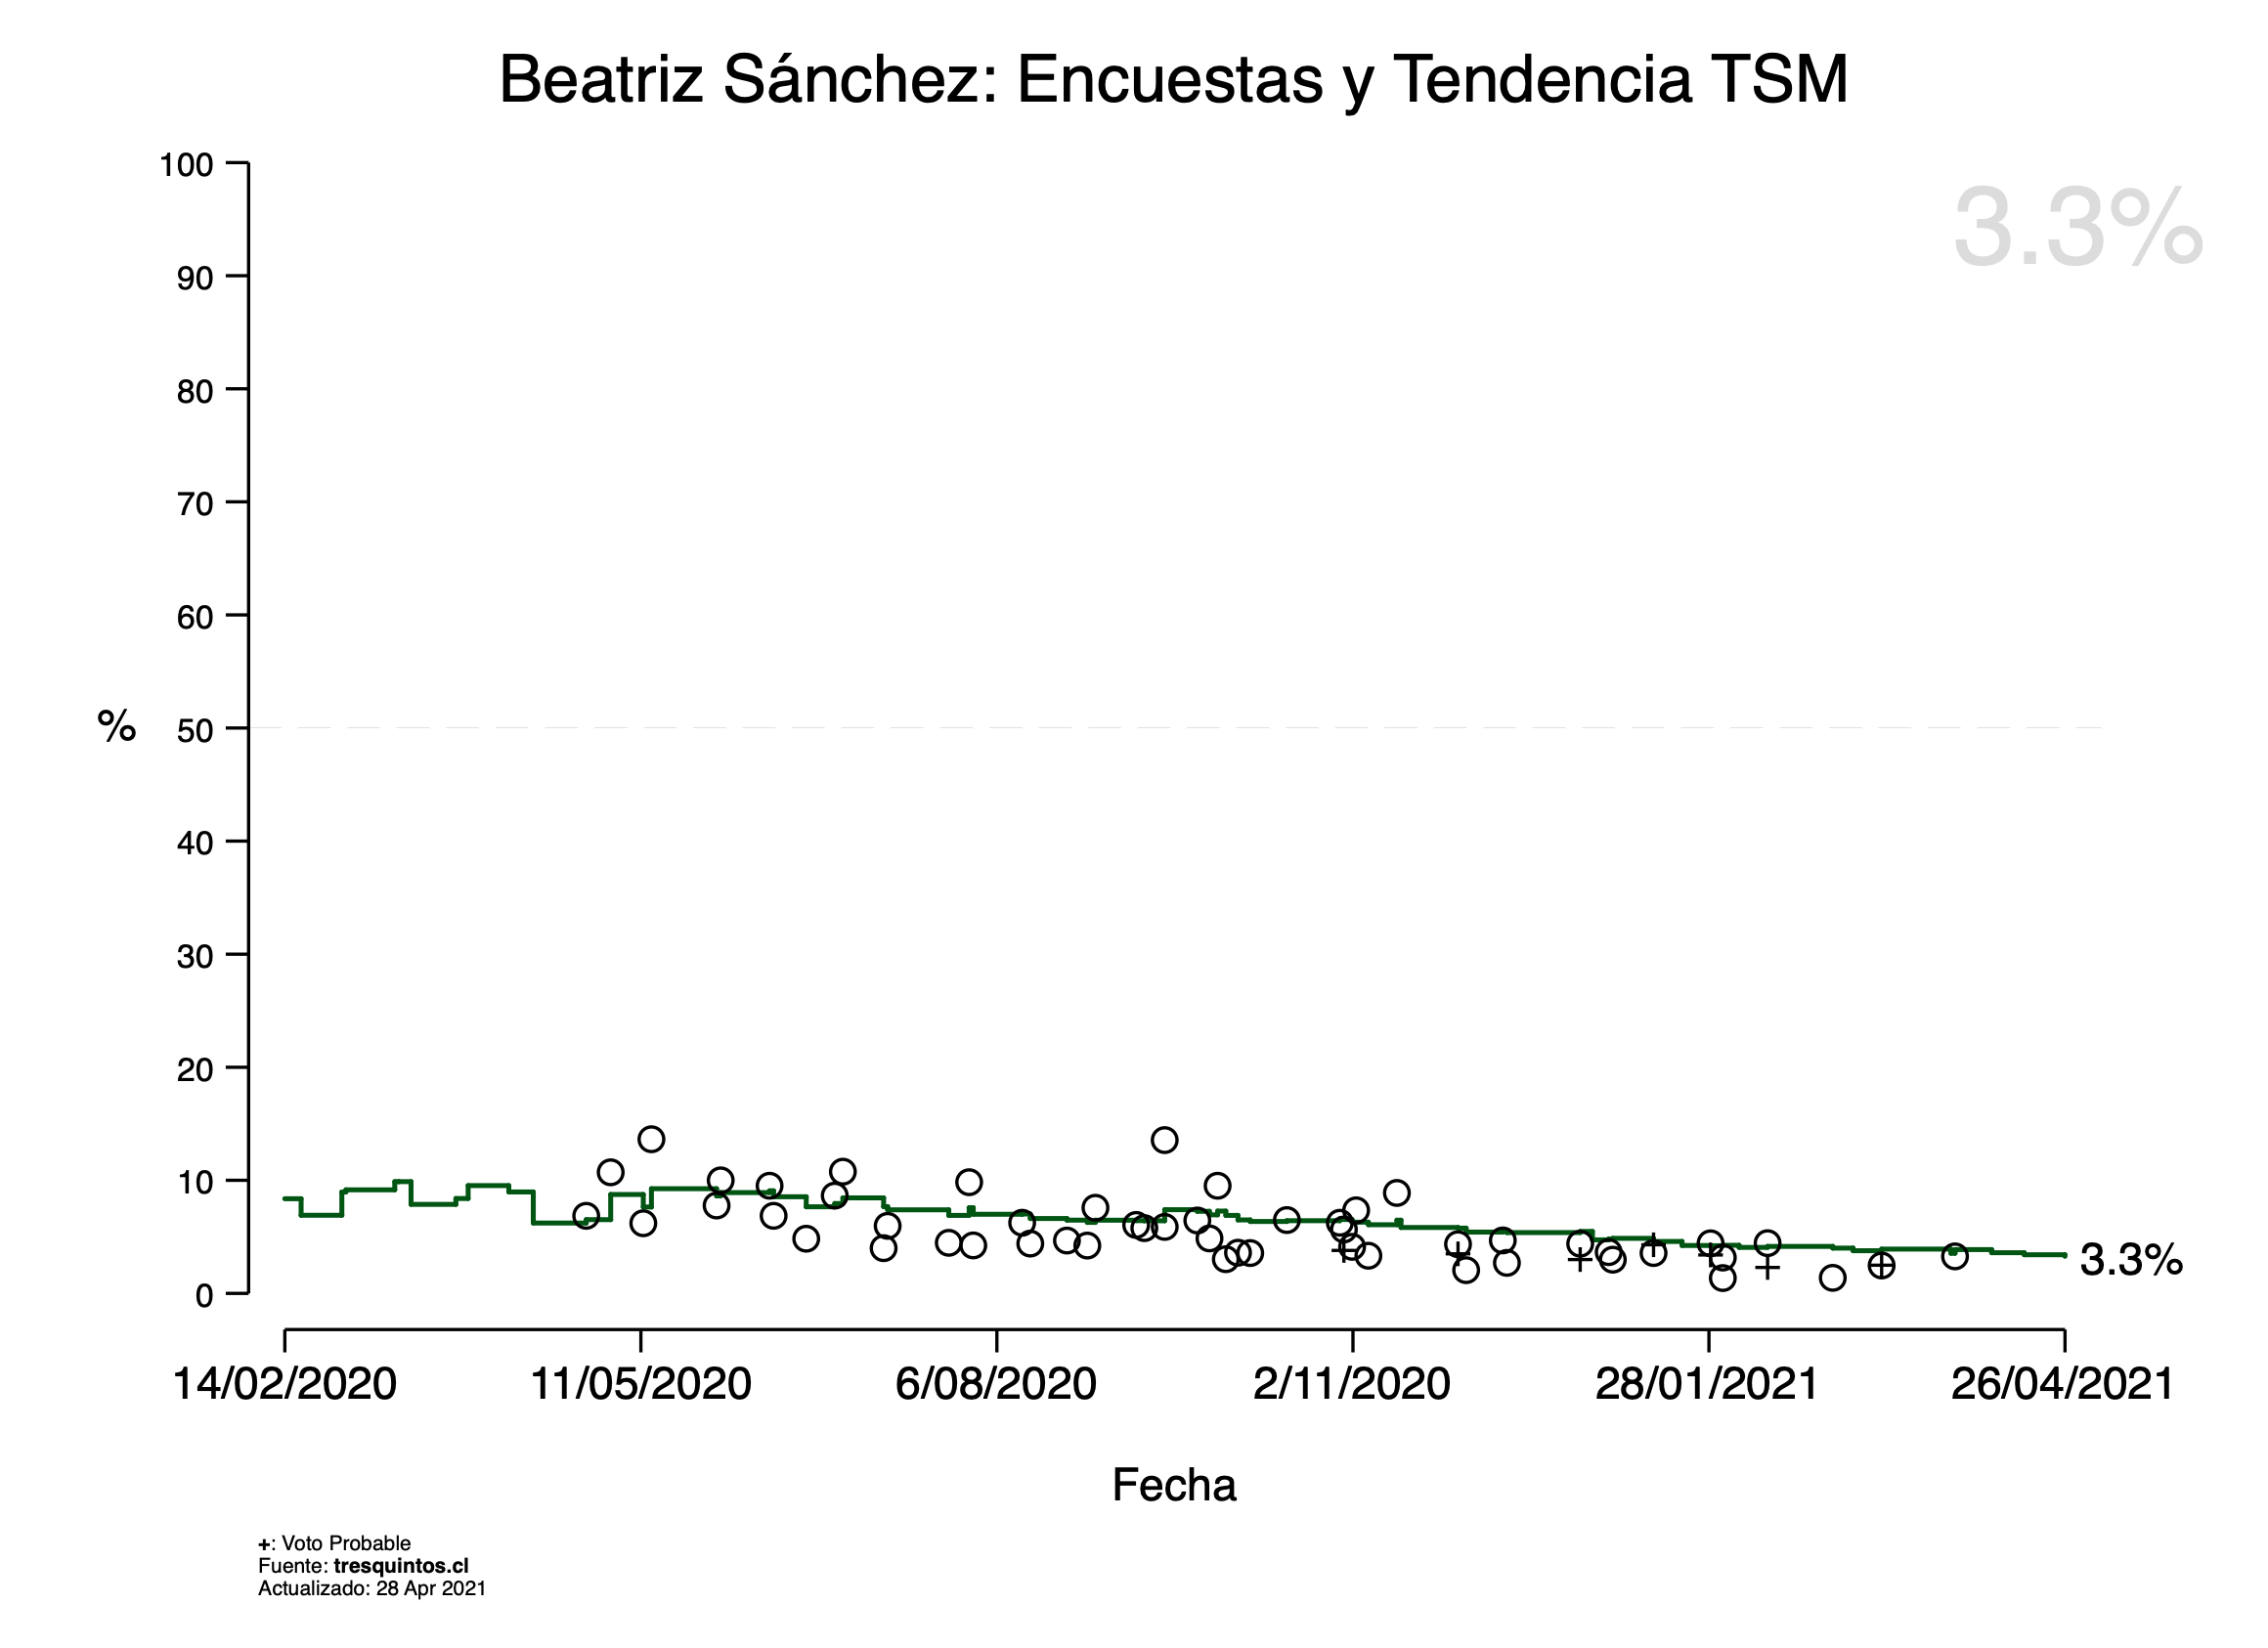 Beatriz Sánchez: Encuestas y Tendencia TSM
3.3%
100
90
80
70
60
50
40
30
20
10
0
%
3.3%
14/02/2020 11/05/2020 6/08/2020 2/11/2020 28/01/2021 26/04/2021
Fecha
+: Voto Probable
Fuente: tresquintos.cl
Actualizado: 28 Apr 2021